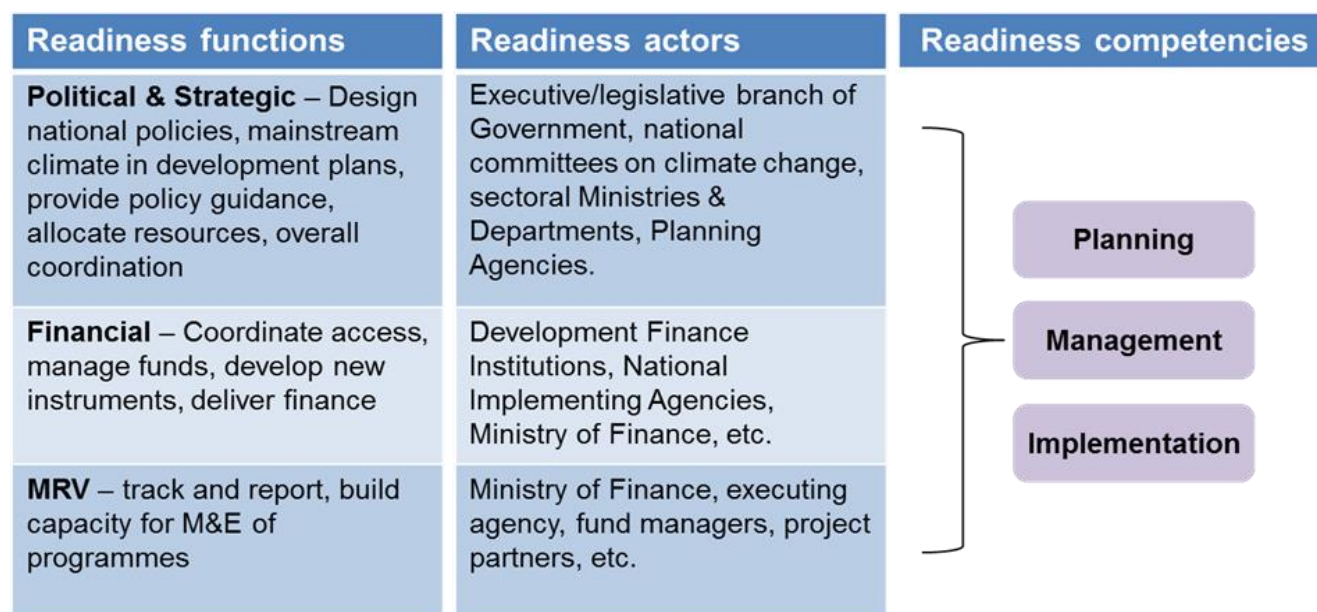 Readiness functions
Readiness actors
Readiness competencies
Political & Strategic – Design
national policies, mainstream
climate in development plans,
provide policy guidance,
allocate resources, overall
coordination
Executive/legislative branch of
Government, national
committees on climate change,
sectoral Ministries &
Departments, Planning
Agencies.
Financial – Coordinate access,
manage funds, develop new
instruments, deliver finance
Development Finance
Institutions, National
Implementing Agencies,
Ministry of Finance, etc.
MRV – track and report, build
capacity for M&E of
programmes
Ministry of Finance, executing
agency, fund managers, project
partners, etc.
Planning
Management
Implementation